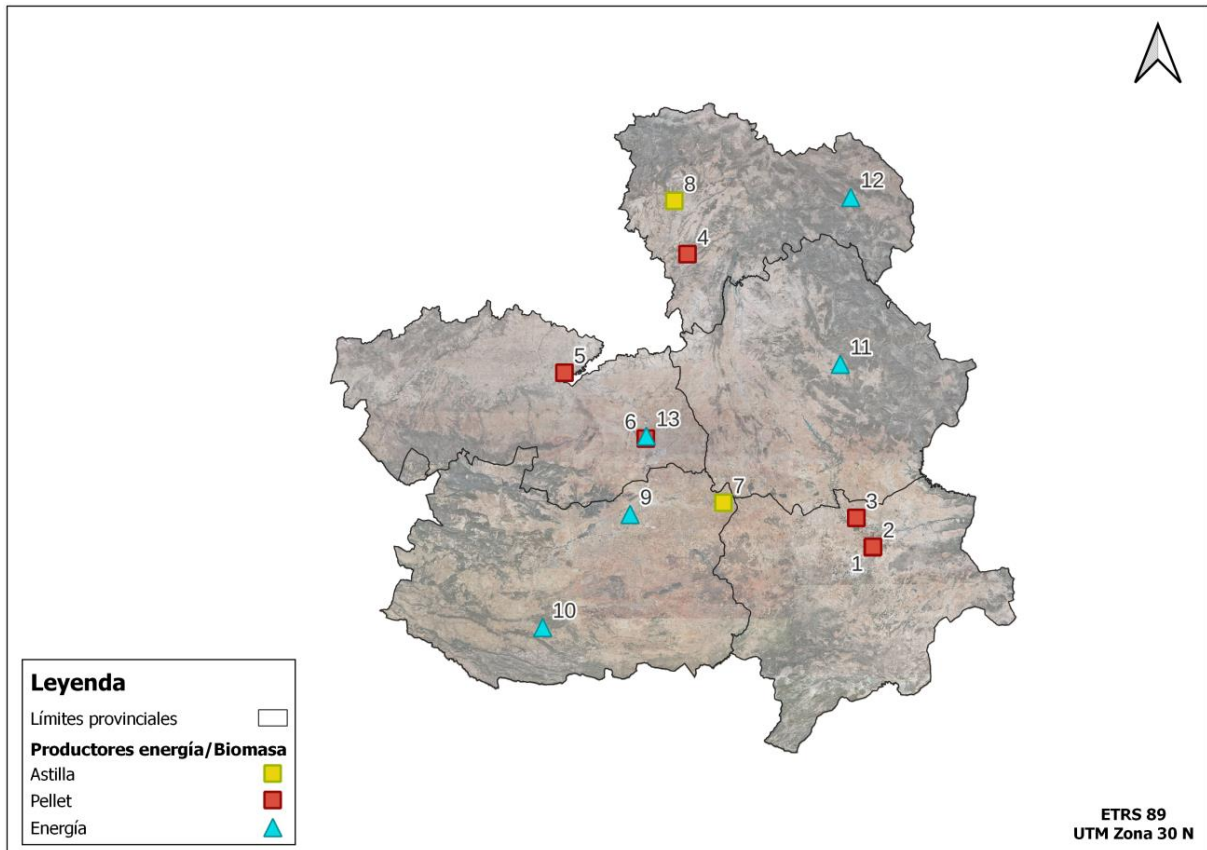 8
12
4
11
5
6
13
7
9
3
2
1
10
Leyenda
Límites provinciales
Productores energía/Biomasa
Astilla
Pellet
Energía
ETRS 89
UTM Zona 30 N